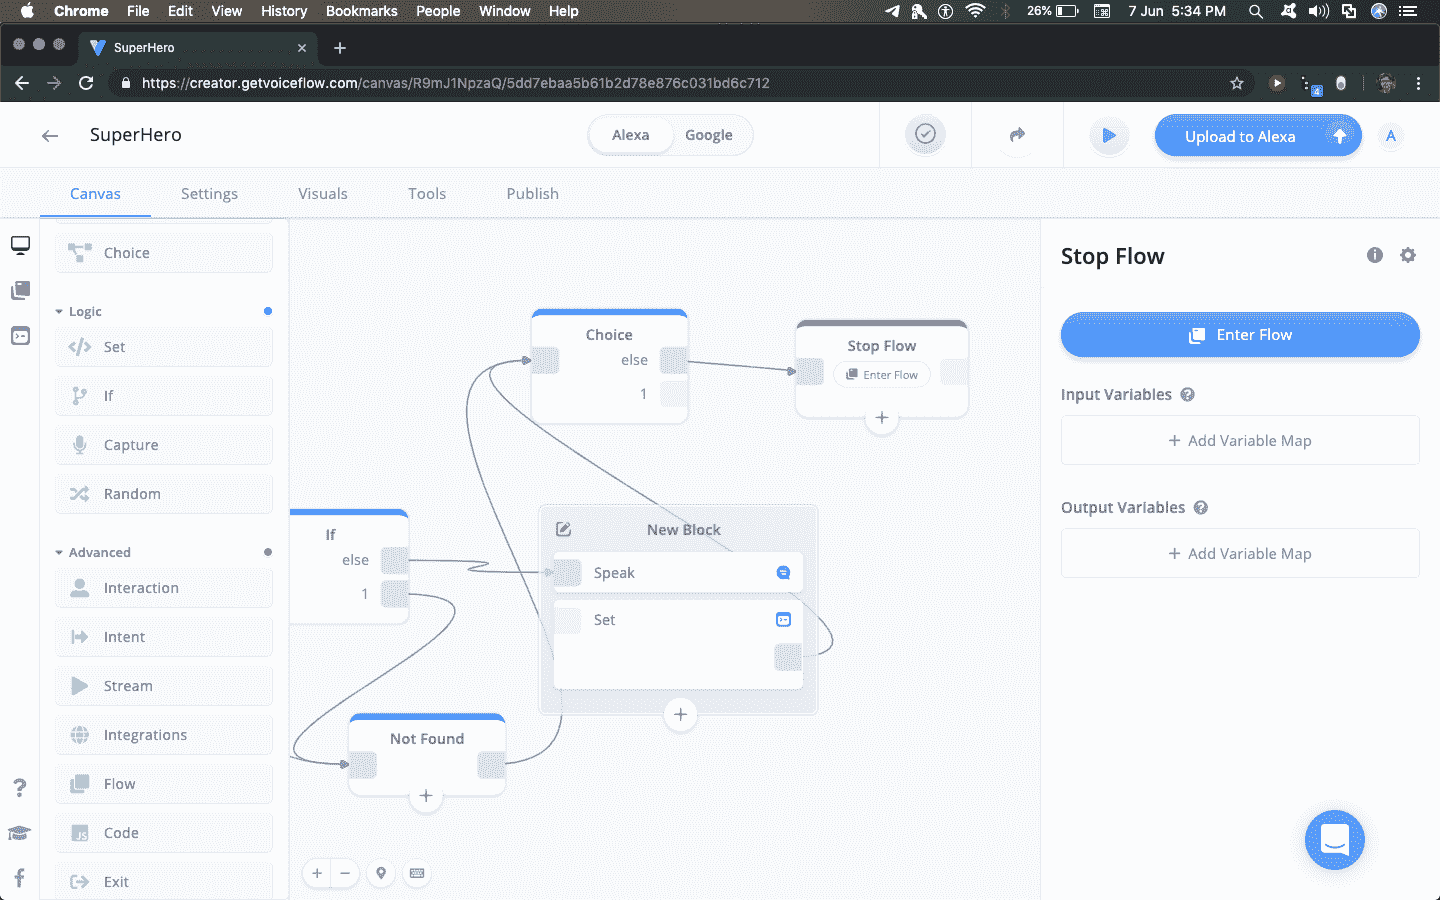 Chrome File Edit View History Bookmarks People Window Help 26% 7 Jun 5:34 PM
SuperHero
https://creator.getvoiceflow.com/canvas/R9mJ1NpzaQ/5dd7ebaa5b61b2d78e876c031bd6c712
4
SuperHero
Alexa Google
Upload to Alexa
A
Canvas Settings Visuals Tools Publish
Choice
Logic
Set
If
Capture
Random
Advanced
Interaction
Intent
Stream
Integrations
Flow
JS Code
Exit
Choice
else
1
Stop Flow
Enter Flow
+
If
else
1
New Block
Speak
Set
+
Not Found
+
+ −
Stop Flow
Enter Flow
Input Variables ?
+ Add Variable Map
Output Variables ?
+ Add Variable Map
?